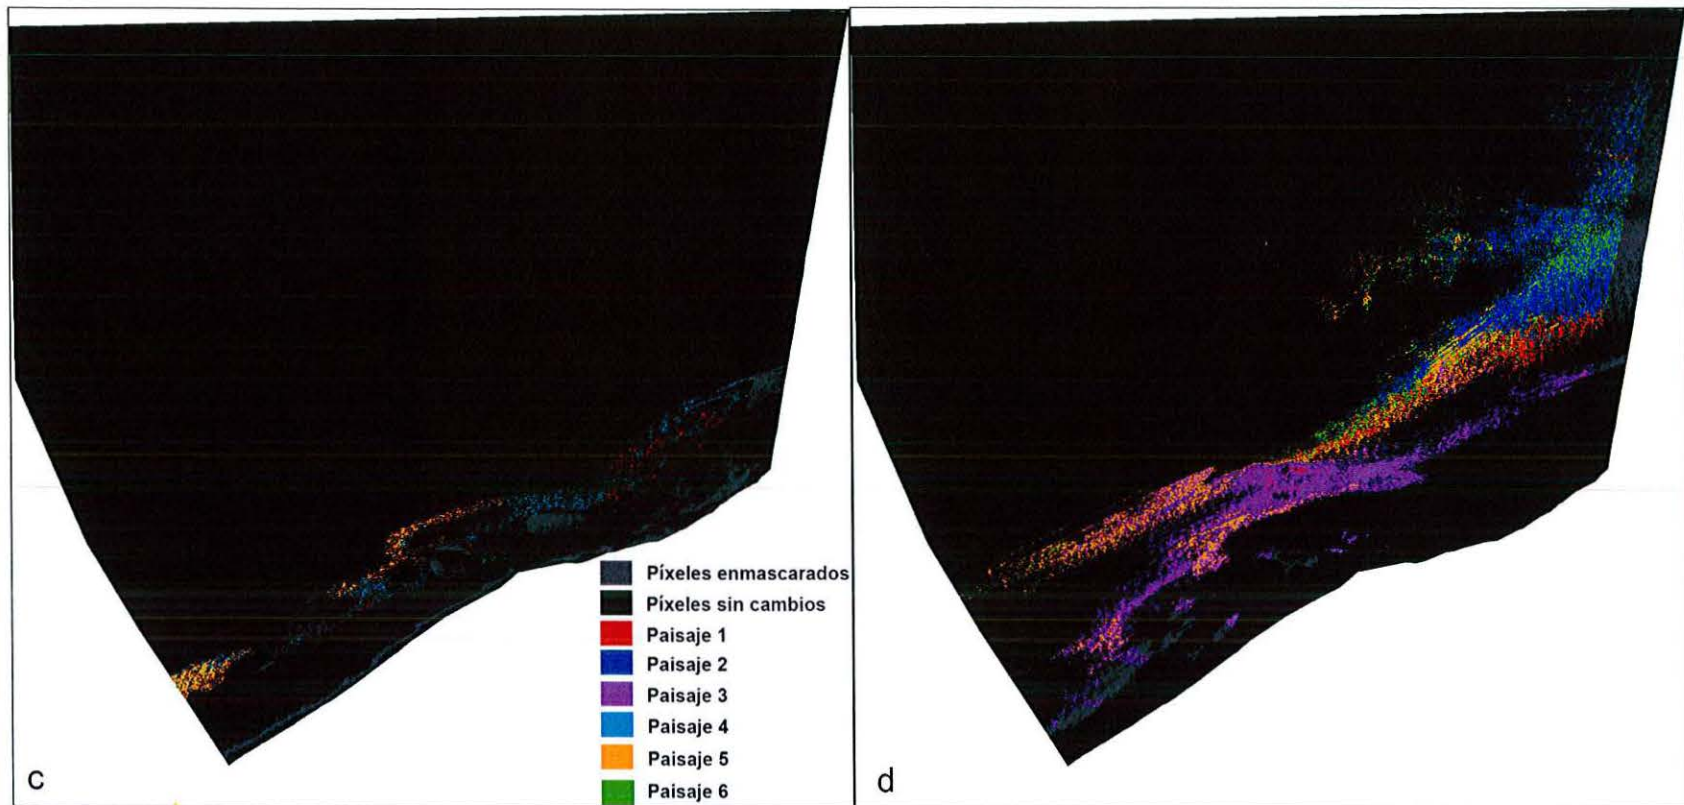 Píxeles enmascarados
Píxeles sin cambios
Paisaje 1
Paisaje 2
Paisaje 3
Paisaje 4
Paisaje 5
Paisaje 6
c
d